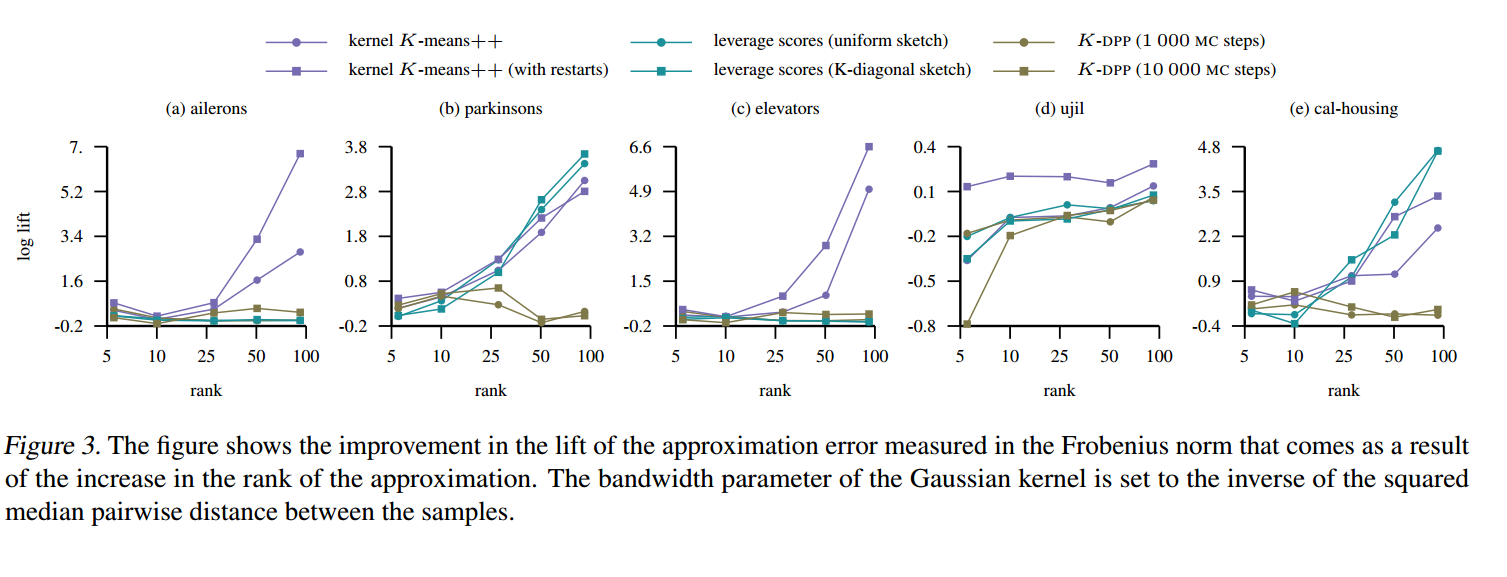 kernel K-means++
leverage scores (uniform sketch)
K-DPP (1 000 MC steps)
kernel K-means++ (with restarts)
leverage scores (K-diagonal sketch)
K-DPP (10 000 MC steps)
(a) ailerons
(b) parkinsons
(c) elevators
(d) ujil
(e) cal-housing
log lift
7.
5.2
3.4
1.6
-0.2
5 10 25 50 100
rank
3.8
2.8
1.8
0.8
-0.2
5 10 25 50 100
rank
6.6
4.9
3.2
1.5
-0.2
5 10 25 50 100
rank
0.4
0.1
-0.2
-0.5
-0.8
5 10 25 50 100
rank
4.8
3.5
2.2
0.9
-0.4
5 10 25 50 100
rank
Figure 3. The figure shows the improvement in the lift of the approximation error measured in the Frobenius norm that comes as a result
of the increase in the rank of the approximation. The bandwidth parameter of the Gaussian kernel is set to the inverse of the squared
median pairwise distance between the samples.